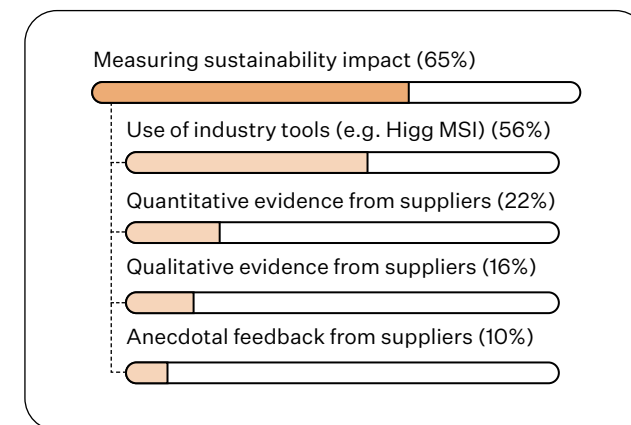 Measuring sustainability impact (65%)
Use of industry tools (e.g. Higg MSI) (56%)
Quantitative evidence from suppliers (22%)
Qualitative evidence from suppliers (16%)
Anecdotal feedback from suppliers (10%)